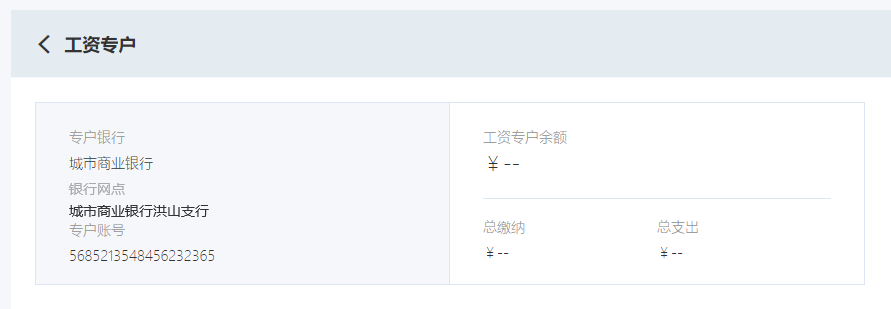 工资专户
专户银行
城市商业银行
银行网点
城市商业银行洪山支行
专户账号
5685213548456232365
工资专户余额
￥--
总缴纳
￥--
总支出
￥--